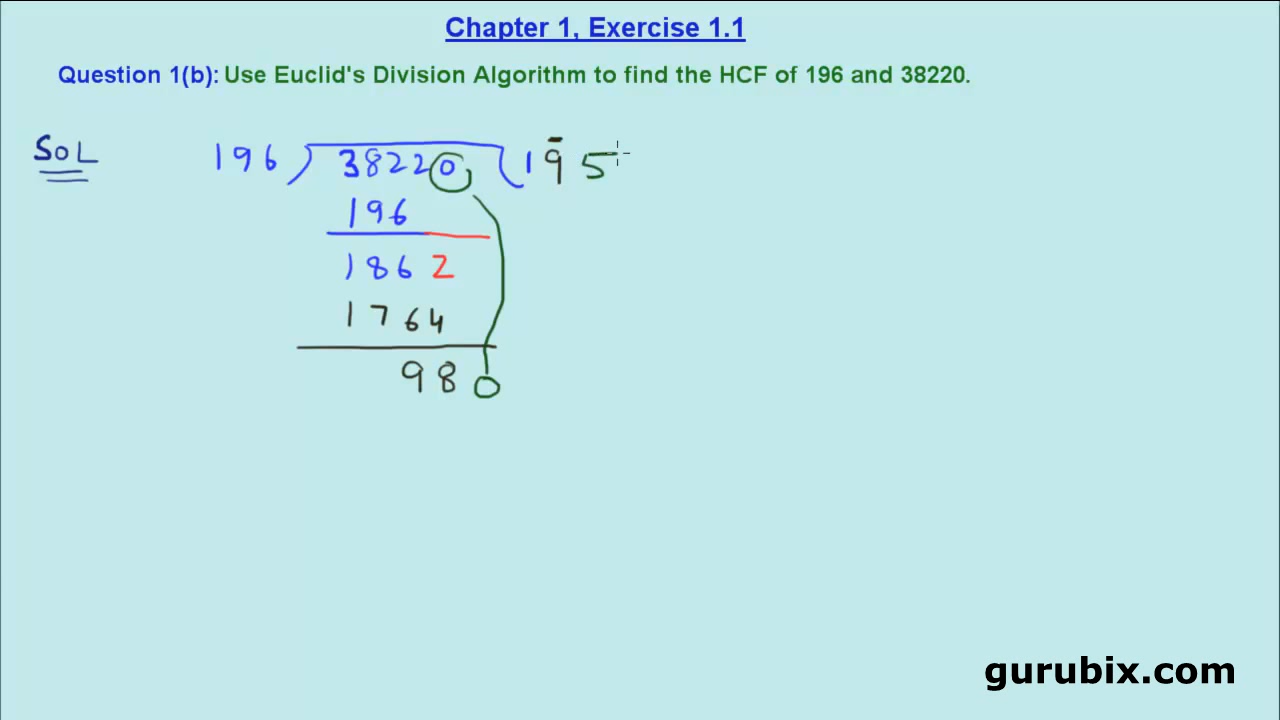 Chapter 1, Exercise 1.1
Question 1(b): Use Euclid's Division Algorithm to find the HCF of 196 and 38220.
SOL 196 ) 38220 ( 195
196
1862
1764
980
gurubix.com